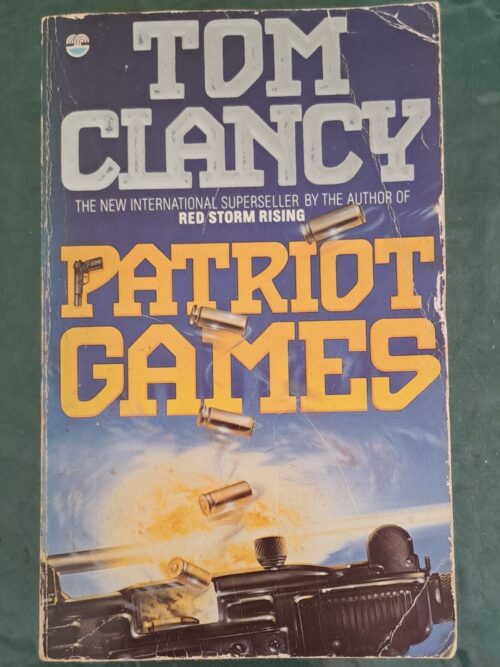 TOM
CLANCY
THE NEW INTERNATIONAL SUPERSELLER BY THE AUTHOR OF
RED STORM RISING
PATRIOT
GAMES